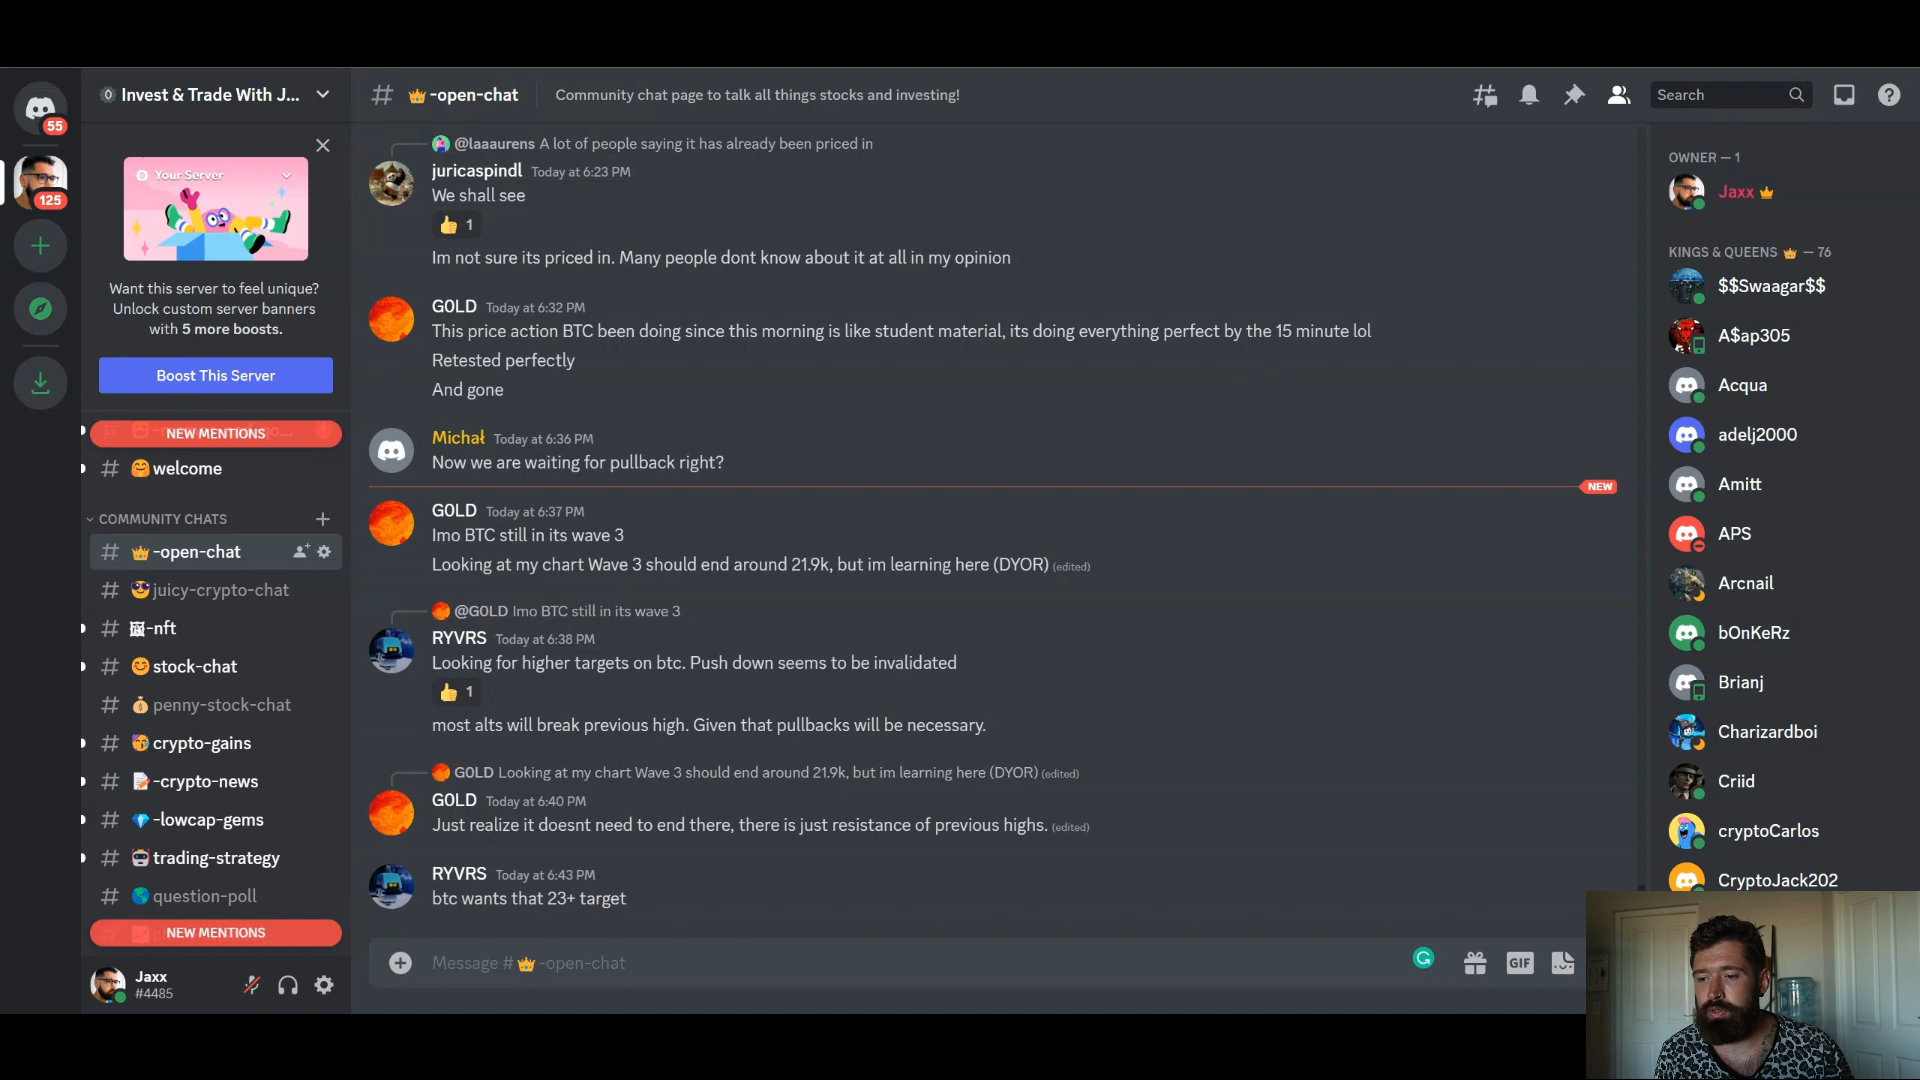 55
125
Invest & Trade With J...
Your Server
Want this server to feel unique?
Unlock custom server banners
with 5 more boosts.
Boost This Server
NEW MENTIONS
# 🤗welcome
COMMUNITY CHATS
# 👑-open-chat
# 😎juicy-crypto-chat
# 🖼-nft
# 😊stock-chat
# 💰penny-stock-chat
# 🥳crypto-gains
# 📝-crypto-news
# 💎-lowcap-gems
# 🤖trading-strategy
# 🌎question-poll
NEW MENTIONS
Jaxx
#4485
# 👑-open-chat
Community chat page to talk all things stocks and investing!
Search
@laaaurens A lot of people saying it has already been priced in
juricaspindl Today at 6:23 PM
We shall see
👍 1
Im not sure its priced in. Many people dont know about it at all in my opinion
G0LD Today at 6:32 PM
This price action BTC been doing since this morning is like student material, its doing everything perfect by the 15 minute lol
Retested perfectly
And gone
Michał Today at 6:36 PM
Now we are waiting for pullback right?
NEW
G0LD Today at 6:37 PM
Imo BTC still in its wave 3
Looking at my chart Wave 3 should end around 21.9k, but im learning here (DYOR) (edited)
@G0LD Imo BTC still in its wave 3
RYVRS Today at 6:38 PM
Looking for higher targets on btc. Push down seems to be invalidated
👍 1
most alts will break previous high. Given that pullbacks will be necessary.
G0LD Looking at my chart Wave 3 should end around 21.9k, but im learning here (DYOR) (edited)
G0LD Today at 6:40 PM
Just realize it doesnt need to end there, there is just resistance of previous highs. (edited)
RYVRS Today at 6:43 PM
btc wants that 23+ target
Message #👑-open-chat
GIF
OWNER — 1
Jaxx 👑
KINGS & QUEENS 👑 — 76
$$Swaagar$$
A$ap305
Acqua
adelj2000
Amitt
APS
Arcnail
bOnKeRz
Brianj
Charizardboi
Criid
cryptoCarlos
CryptoJack202